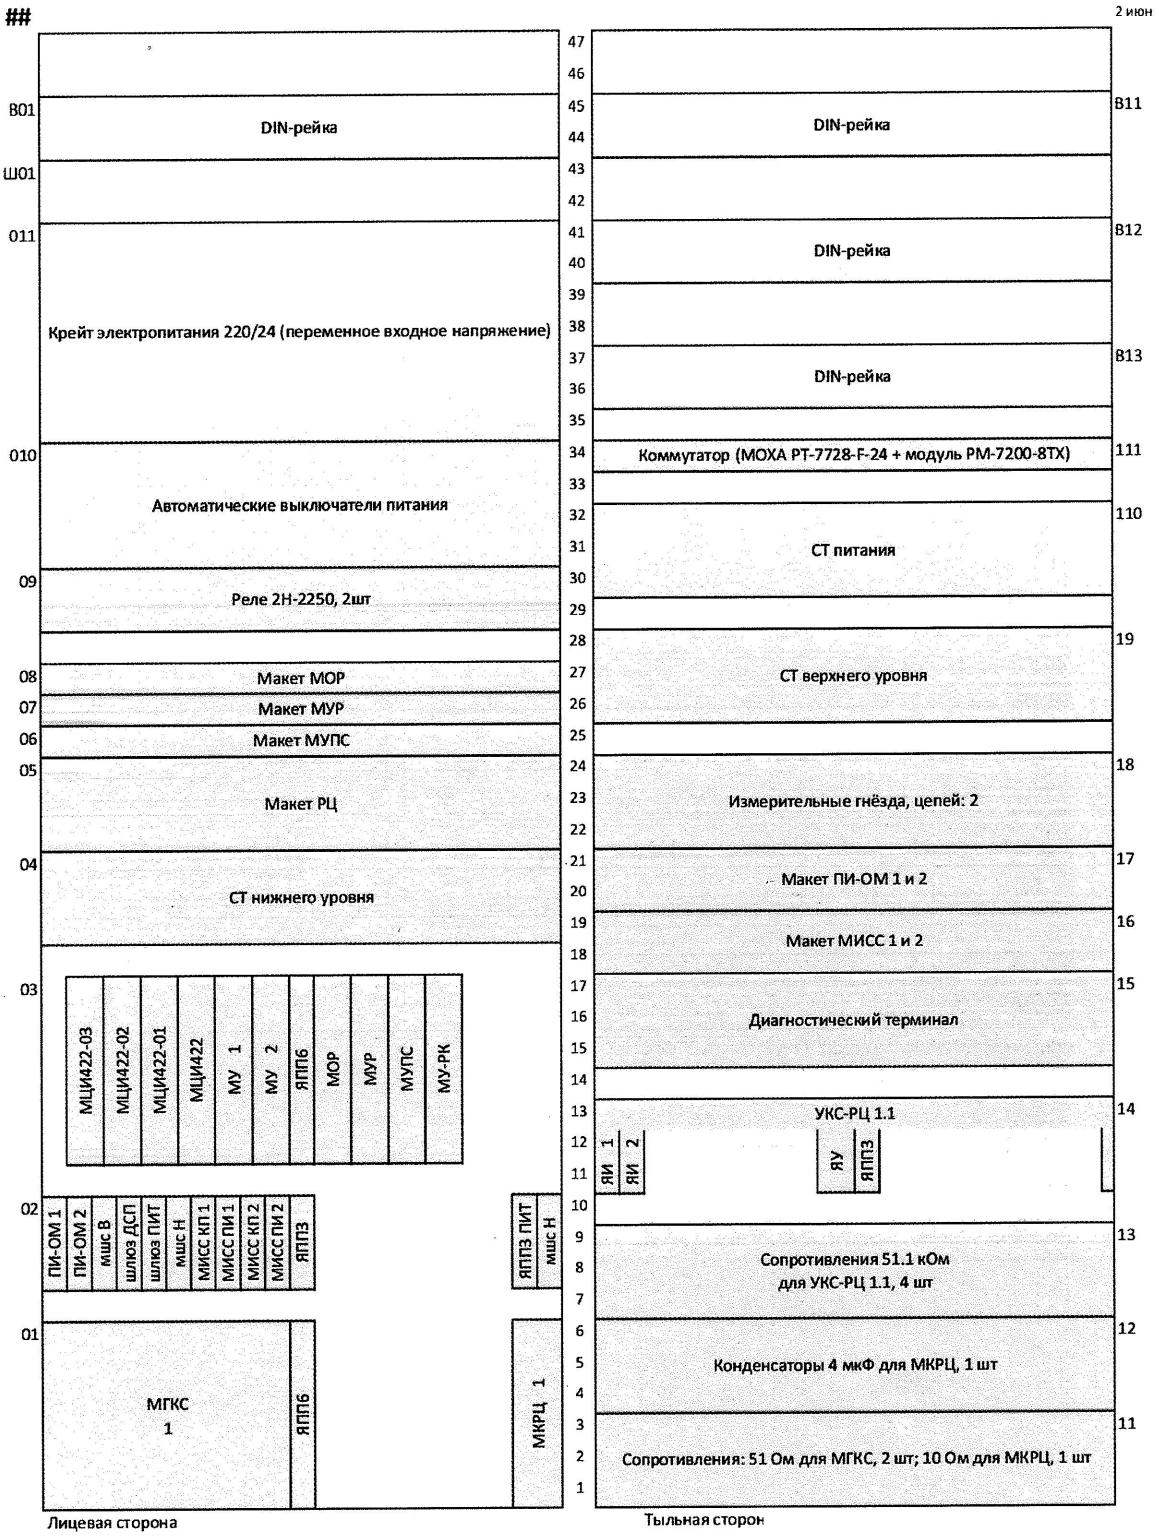 ##
2 июн
47
46
В01
DIN-рейка
45
44
DIN-рейка
В11
Ш01
43
42
011
Крейт электропитания 220/24 (переменное входное напряжение)
41
40
DIN-рейка
В12
39
38
37
36
DIN-рейка
В13
35
010
Автоматические выключатели питания
34
Коммутатор (МОХА PT-7728-F-24 + модуль PM-7200-8TX)
111
33
32
31
30
СТ питания
110
09
Реле 2Н-2250, 2шт
29
28
27
26
СТ верхнего уровня
19
08
Макет МОР
07
Макет МУР
06
Макет МУПС
25
05
Макет РЦ
24
23
22
Измерительные гнёзда, цепей: 2
18
04
СТ нижнего уровня
21
20
Макет ПИ-ОМ 1 и 2
17
19
18
Макет МИСС 1 и 2
16
03
МЦИ422-03
МЦИ422-02
МЦИ422-01
МЦИ422
МУ 1
МУ 2
ЯПП6
МОР
МУР
МУПС
МУ-РК
17
16
15
Диагностический терминал
15
14
13
УКС-РЦ 1.1
14
12
11
ЯИ 1
ЯИ 2
ЯУ
ЯПП3
02
ПИ-ОМ 1
ПИ-ОМ 2
мшс В
шлюз ДСП
шлюз ПИТ
мшс Н
МИСС КП 1
МИСС ПИ 1
МИСС КП 2
МИСС ПИ 2
ЯПП3
ЯПП3 ПИТ
мшс Н
10
9
8
7
Сопротивления 51.1 кОм
для УКС-РЦ 1.1, 4 шт
13
01
МГКС
1
ЯПП6
МКРЦ 1
6
5
4
Конденсаторы 4 мкФ для МКРЦ, 1 шт
12
3
2
1
Сопротивления: 51 Ом для МГКС, 2 шт; 10 Ом для МКРЦ, 1 шт
11
Лицевая сторона
Тыльная сторон